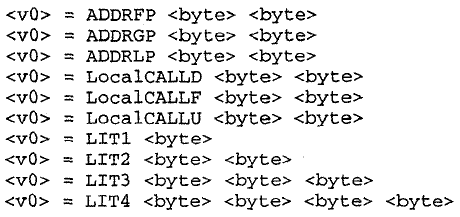 <v0> = ADDRFP <byte> <byte>
<v0> = ADDRGP <byte> <byte>
<v0> = ADDRLP <byte> <byte>
<v0> = LocalCALLD <byte> <byte>
<v0> = LocalCALLF <byte> <byte>
<v0> = LocalCALLU <byte> <byte>
<v0> = LIT1 <byte>
<v0> = LIT2 <byte> <byte>
<v0> = LIT3 <byte> <byte> <byte>
<v0> = LIT4 <byte> <byte> <byte> <byte>